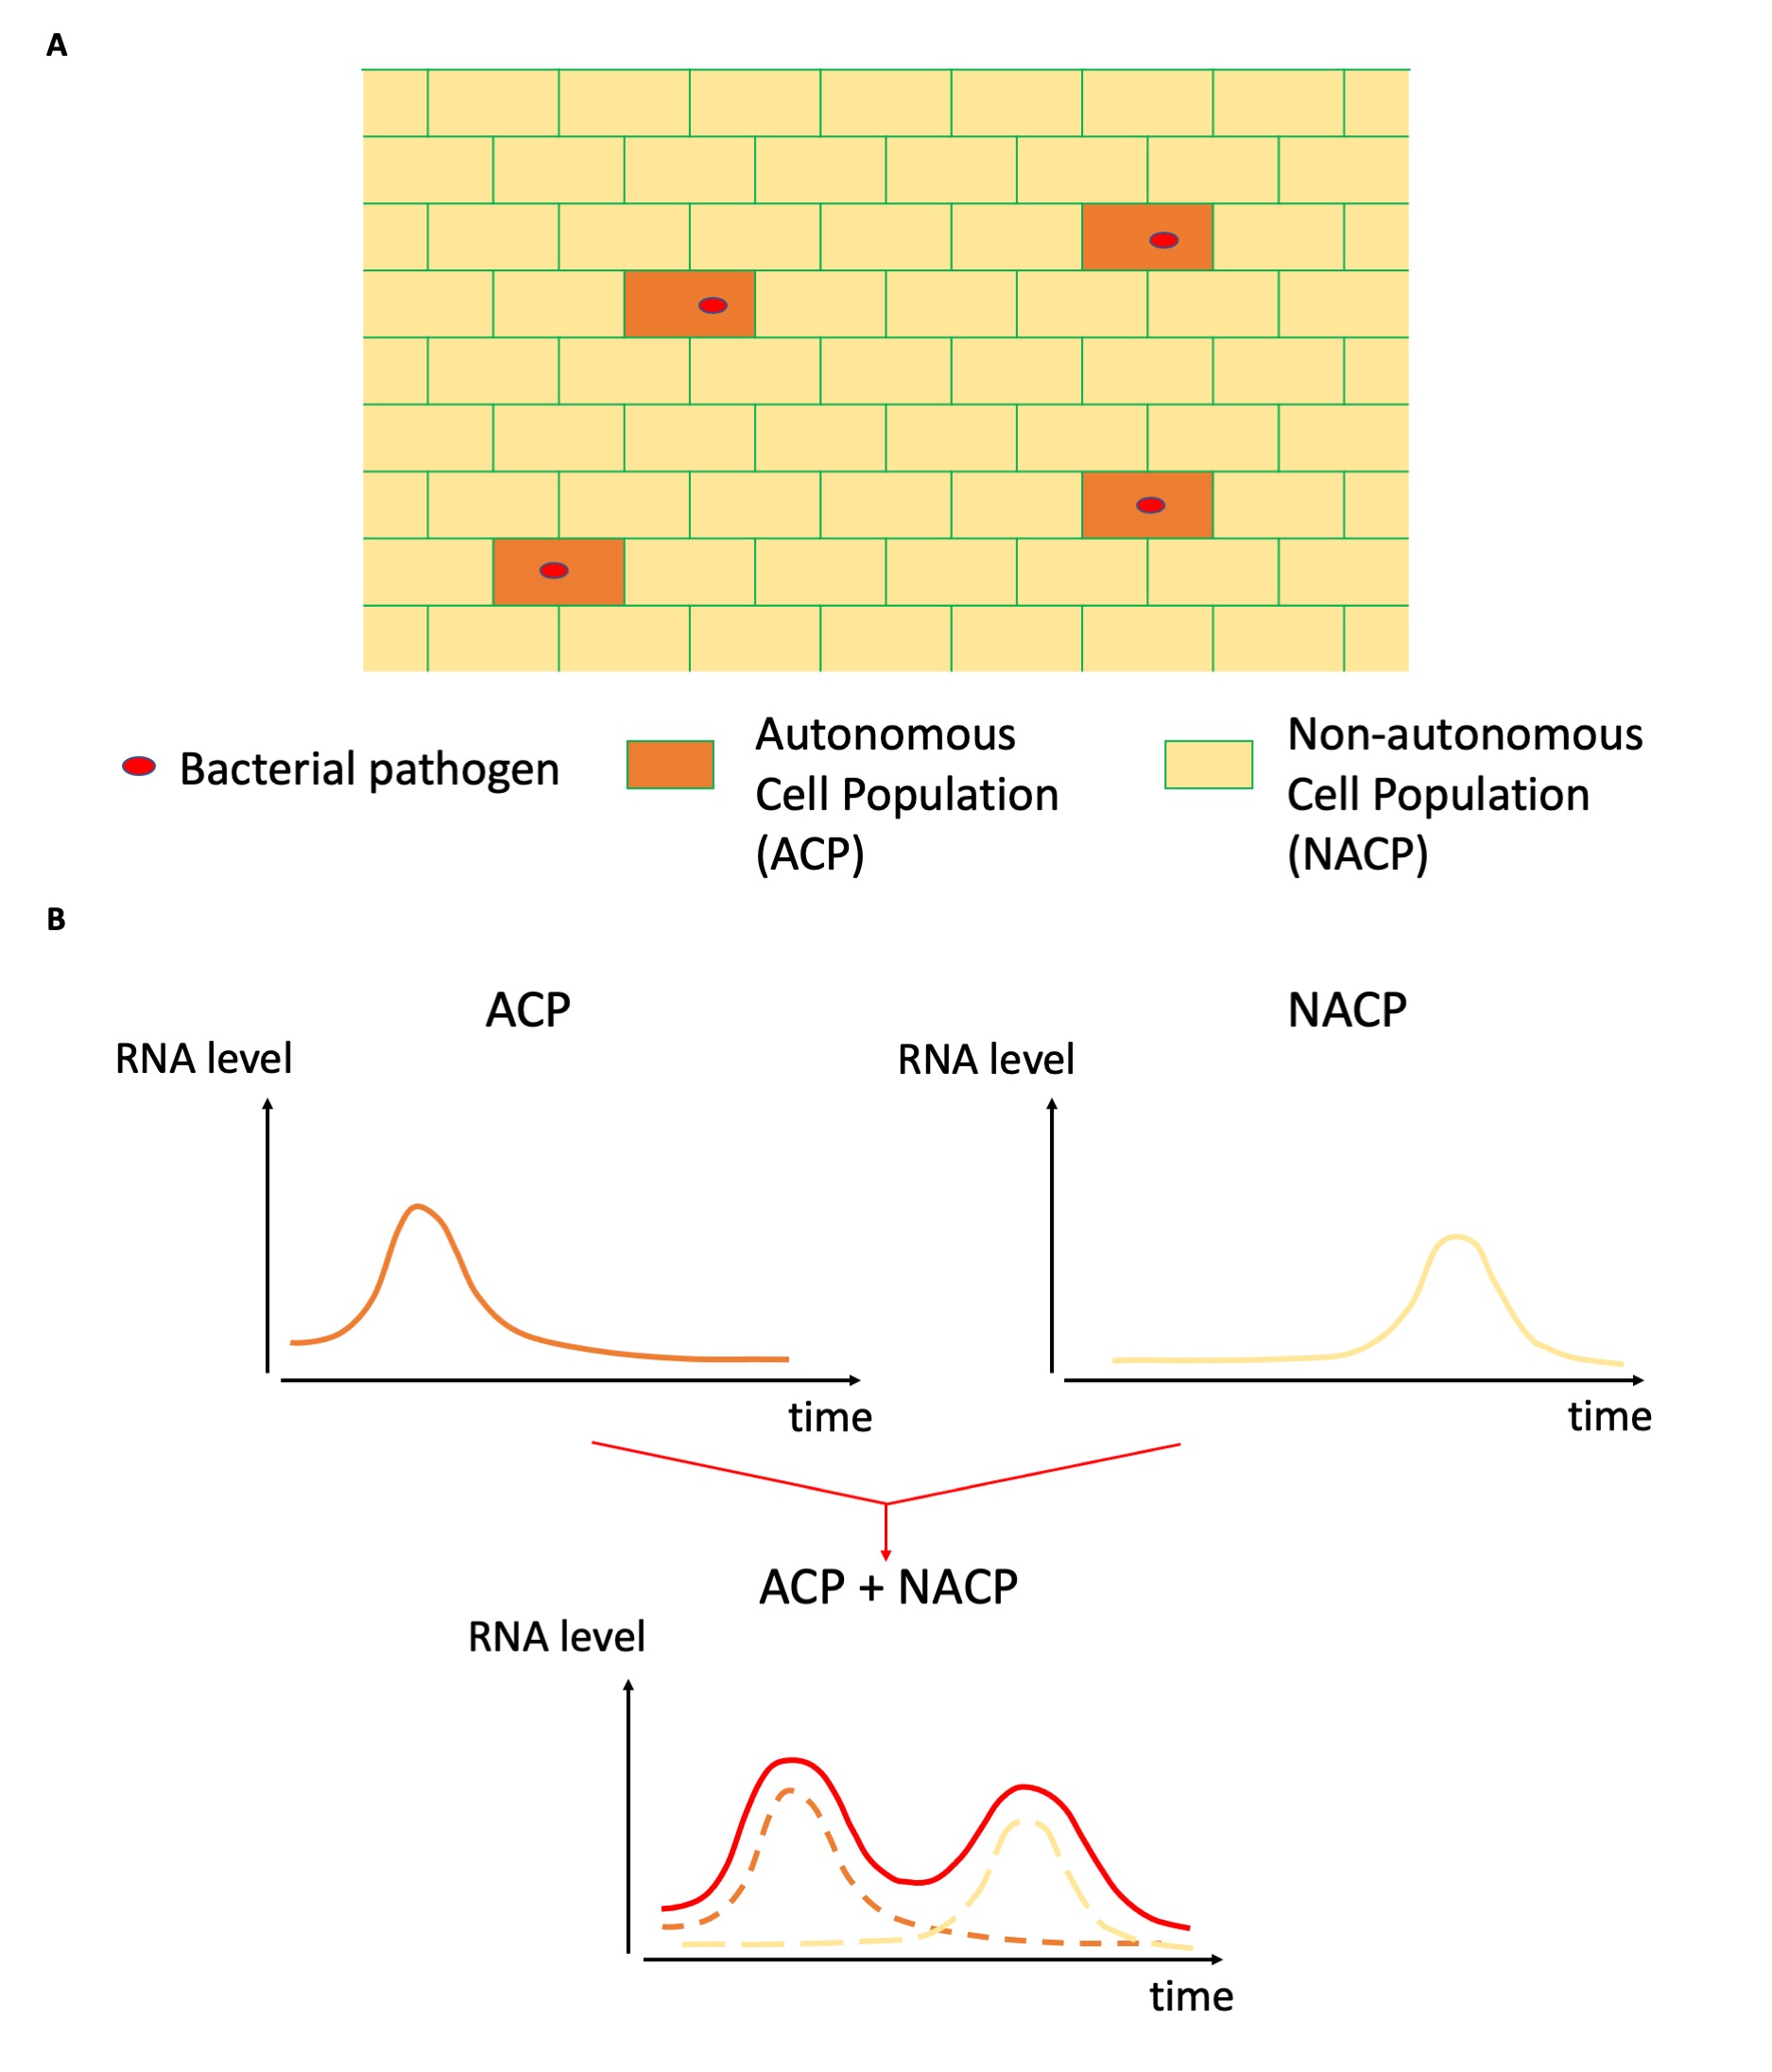 A
Bacterial pathogen
Autonomous
Cell Population
(ACP)
Non-autonomous
Cell Population
(NACP)
B
ACP
RNA level
time
NACP
RNA level
time
ACP + NACP
RNA level
time